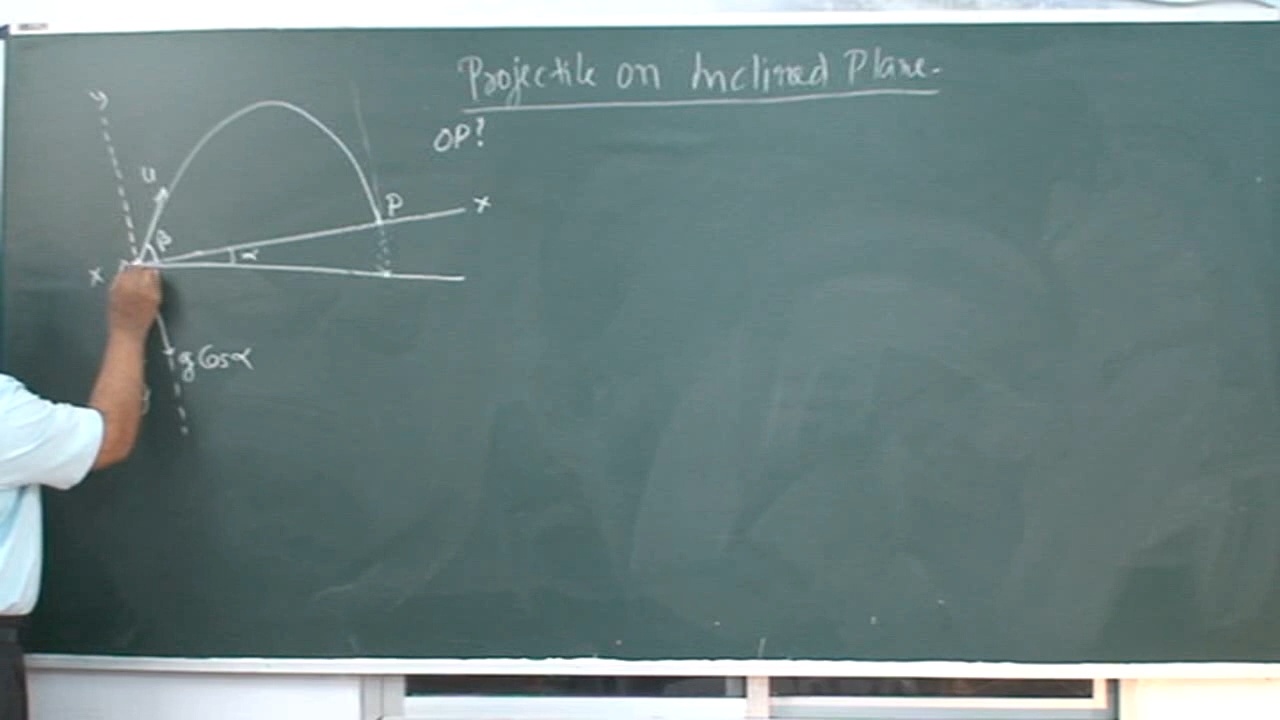 Projectile on Inclined Plane.
OP?
y
u
P
x
β
α
x
g Cosα